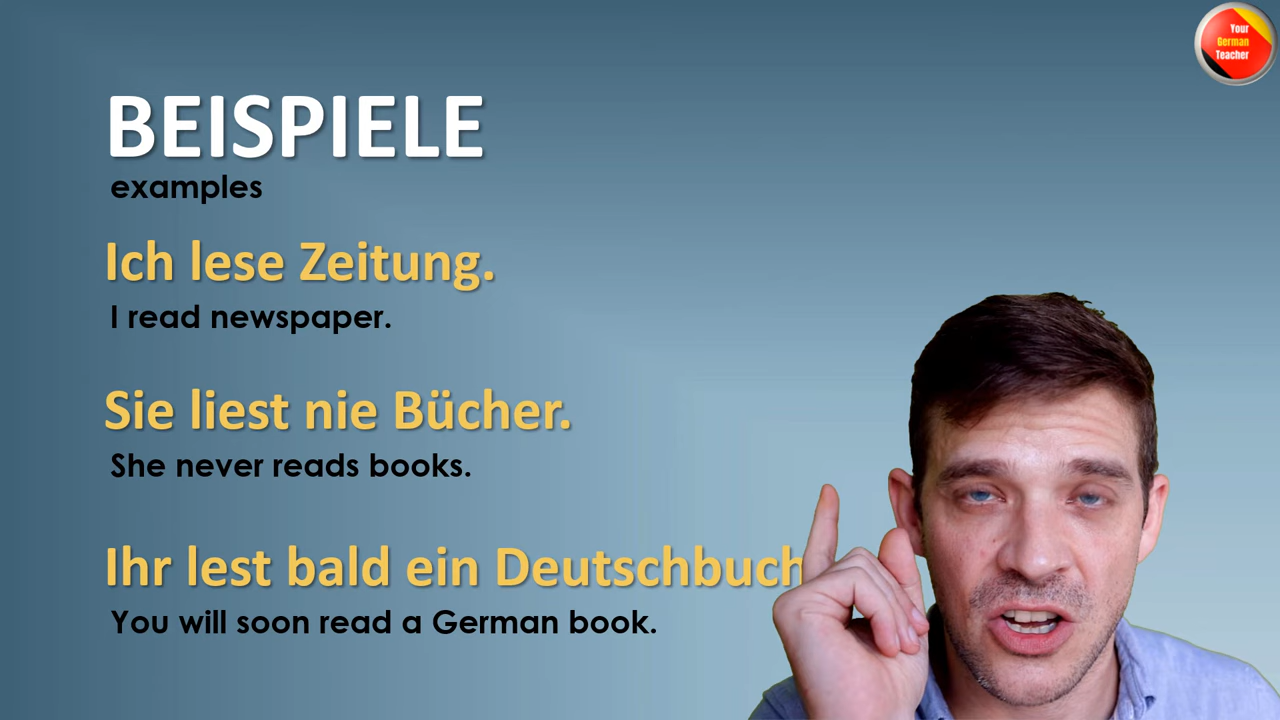 Your
German
Teacher
BEISPIELE
examples
Ich lese Zeitung.
I read newspaper.
Sie liest nie Bücher.
She never reads books.
Ihr lest bald ein Deutschbuch
You will soon read a German book.